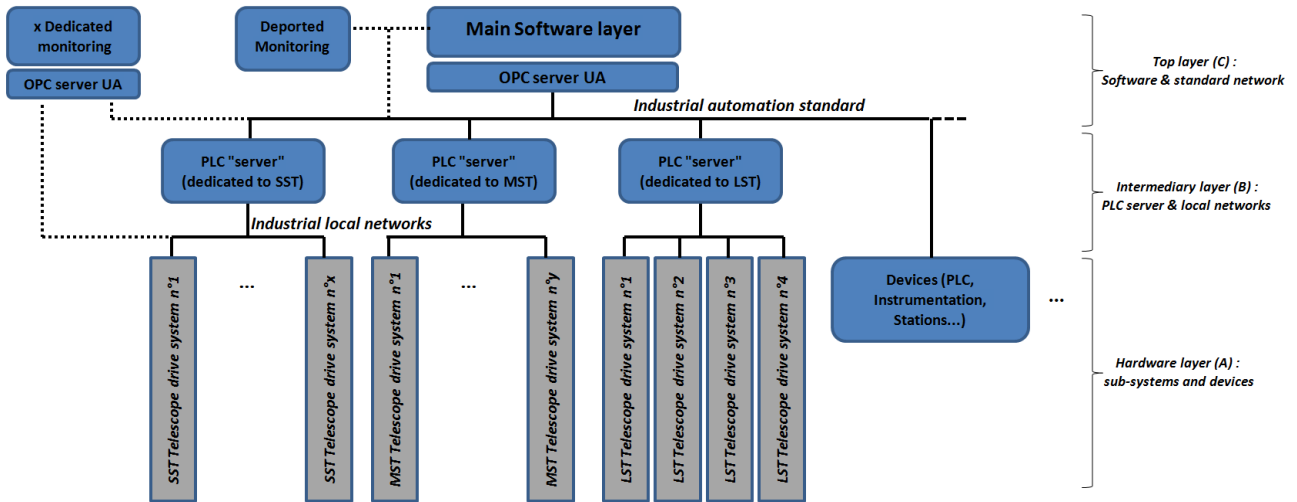 x Dedicated
monitoring
OPC server UA
Deported
Monitoring
Main Software layer
OPC server UA
Industrial automation standard
Top layer (C) :
Software & standard network
PLC "server"
(dedicated to SST)
PLC "server"
(dedicated to MST)
PLC "server"
(dedicated to LST)
Intermediary layer (B) :
PLC server & local networks
Industrial local networks
SST Telescope drive system n°1
...
SST Telescope drive system n°x
MST Telescope drive system n°1
...
MST Telescope drive system n°y
LST Telescope drive system n°1
LST Telescope drive system n°2
LST Telescope drive system n°3
LST Telescope drive system n°4
Devices (PLC,
Instrumentation,
Stations...)
...
Hardware layer (A) :
sub-systems and devices